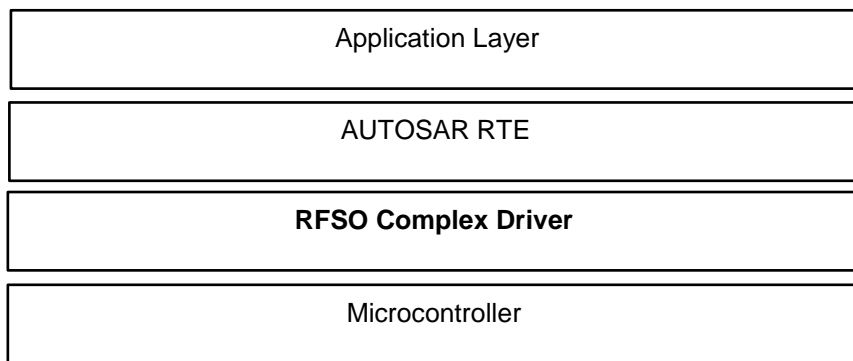 Application Layer
AUTOSAR RTE
RFSO Complex Driver
Microcontroller